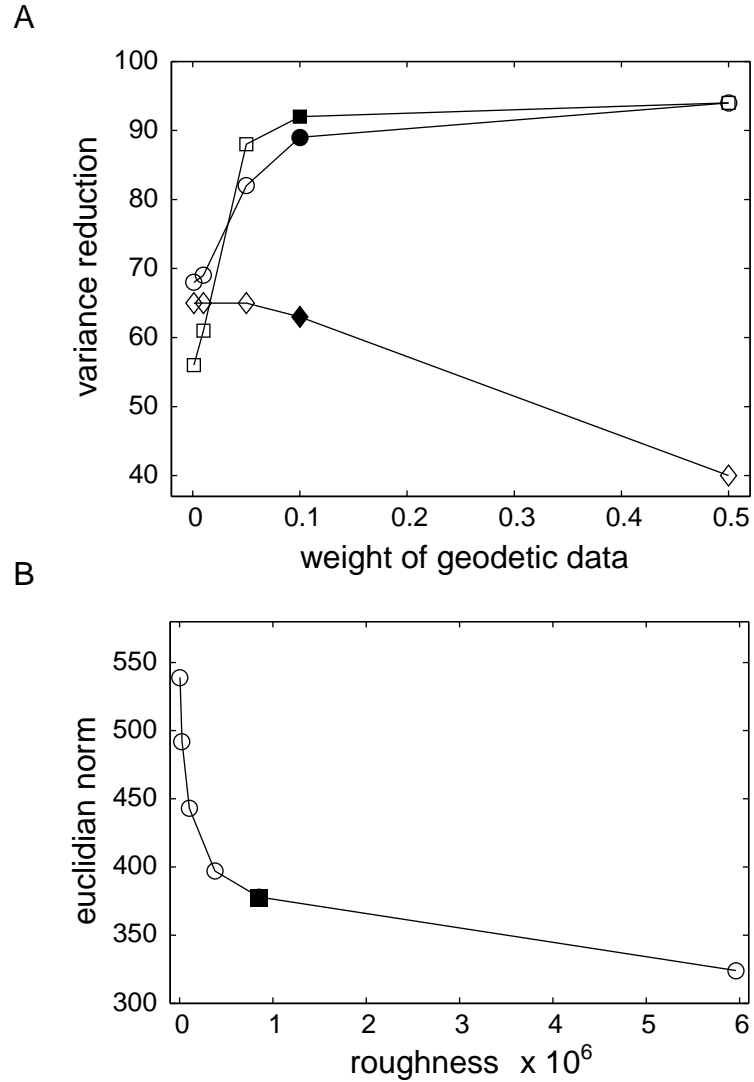 A
100
90
80
70
60
50
40
variance reduction
0 0.1 0.2 0.3 0.4 0.5
weight of geodetic data
B
550
500
450
400
350
300
euclidian norm
0 1 2 3 4 5 6
roughness x 10⁶